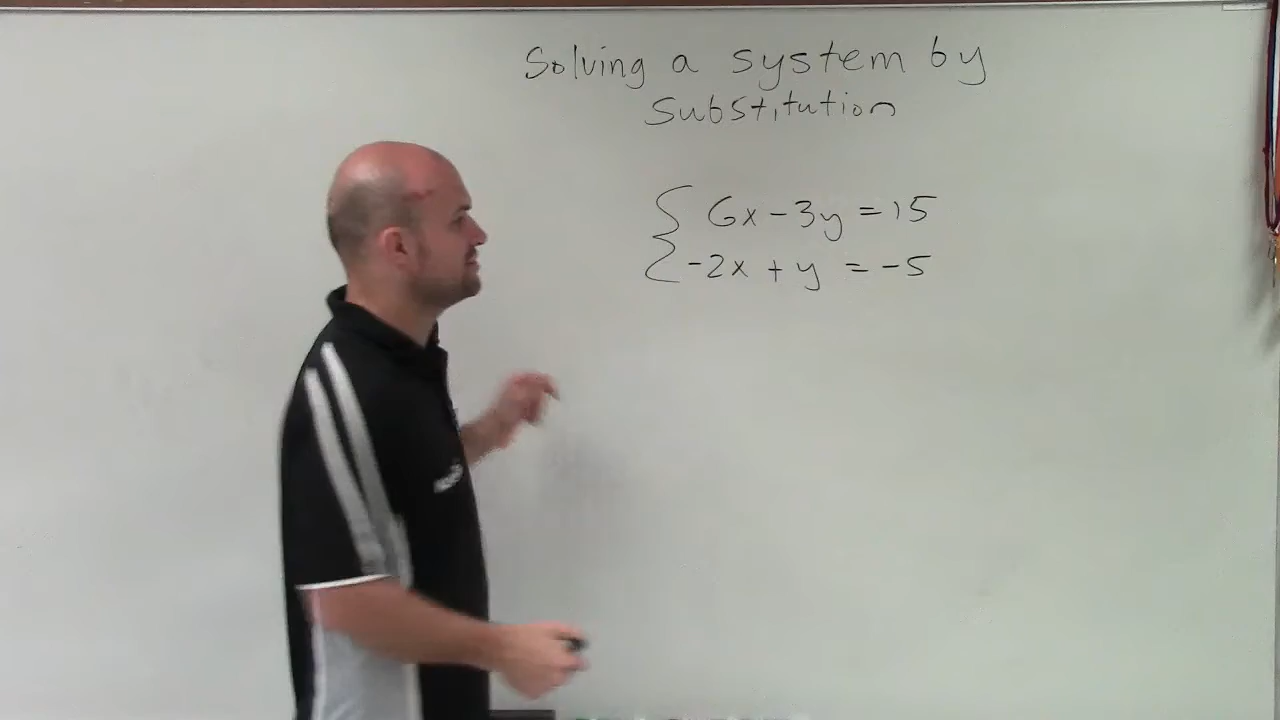 Solving a system by
Substitution
6x - 3y = 15
-2x + y = -5